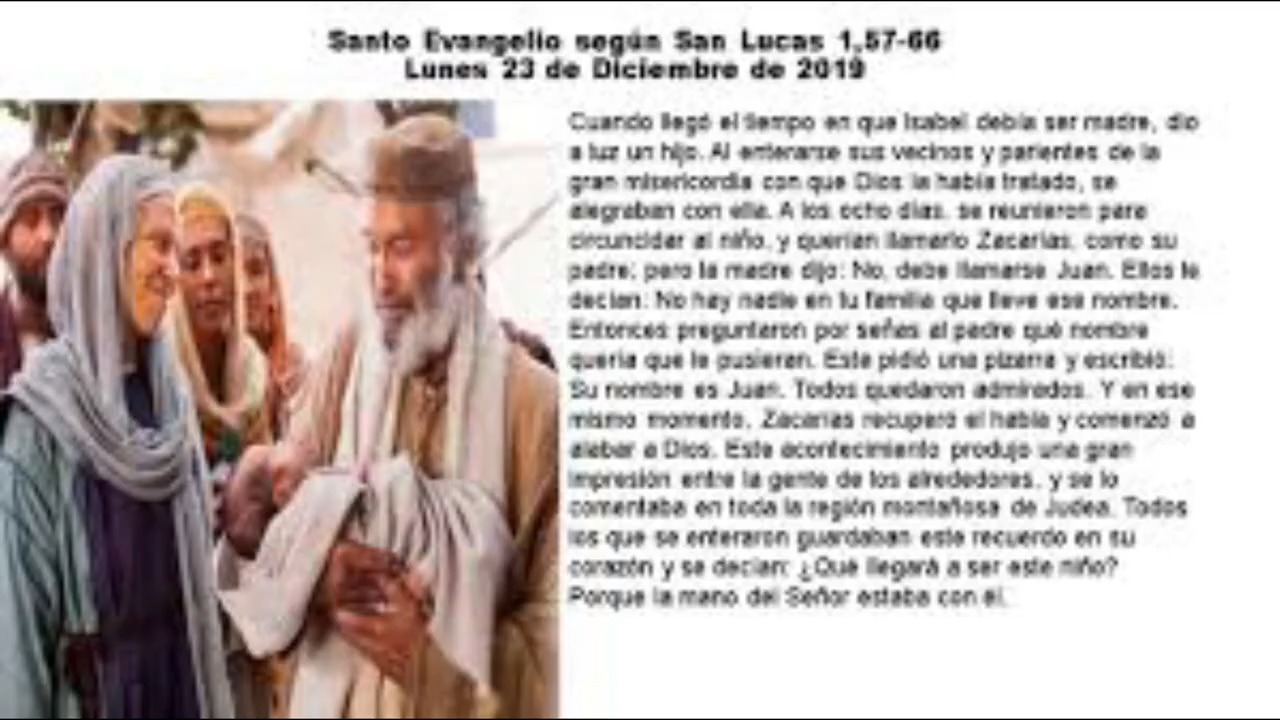 Santo Evangelio según San Lucas 1,57-66
Lunes 23 de Diciembre de 2019
Cuando llegó el tiempo en que Isabel debía ser madre, dio
a luz un hijo. Al enterarse sus vecinos y parientes de la
gran misericordia con que Dios la había tratado, se
alegraban con ella. A los ocho días, se reunieron para
circuncidar al niño, y querían llamarlo Zacarías, como su
padre; pero la madre dijo: No, debe llamarse Juan. Ellos le
decían: No hay nadie en tu familia que lleve ese nombre.
Entonces preguntaron por señas al padre qué nombre
quería que le pusieran. Este pidió una pizarra y escribió:
Su nombre es Juan. Todos quedaron admirados. Y en ese
mismo momento, Zacarías recuperó el habla y comenzó a
alabar a Dios. Este acontecimiento produjo una gran
impresión entre la gente de los alrededores, y se lo
comentaba en toda la región montañosa de Judea. Todos
los que se enteraron guardaban este recuerdo en su
corazón y se decían: ¿Qué llegará a ser este niño?
Porque la mano del Señor estaba con él.